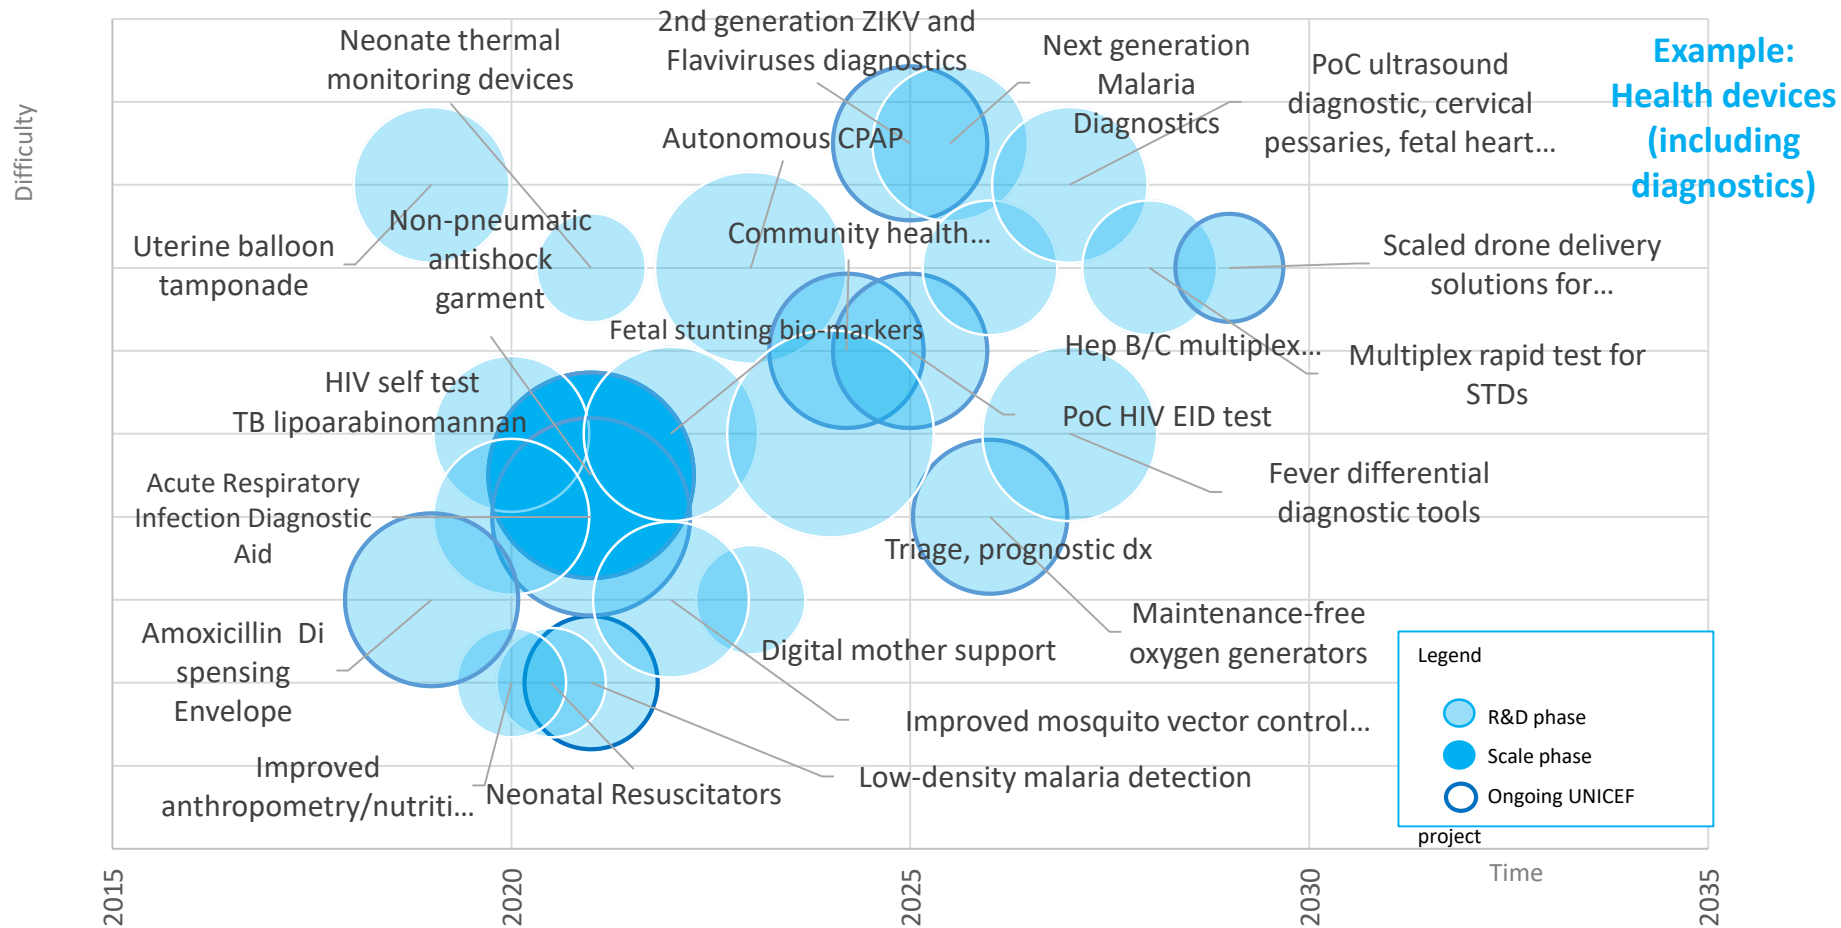 Example:
Health devices
(including
diagnostics)
Difficulty
Neonate thermal
monitoring devices
2nd generation ZIKV and
Flaviviruses diagnostics
Next generation
Malaria
Diagnostics
PoC ultrasound
diagnostic, cervical
pessaries, fetal heart…
Autonomous CPAP
Uterine balloon
tamponade
Non-pneumatic
antishock
garment
Community health…
Scaled drone delivery
solutions for…
Fetal stunting bio-markers
Hep B/C multiplex…
Multiplex rapid test for
STDs
HIV self test
TB lipoarabinomannan
PoC HIV EID test
Acute Respiratory
Infection Diagnostic
Aid
Fever differential
diagnostic tools
Triage, prognostic dx
Amoxicillin Di
spensing
Envelope
Digital mother support
Maintenance-free
oxygen generators
Improved mosquito vector control…
Improved
anthropometry/nutriti…
Neonatal Resuscitators
Low-density malaria detection
Legend
R&D phase
Scale phase
Ongoing UNICEF
project
Time
2015
2020
2025
2030
2035